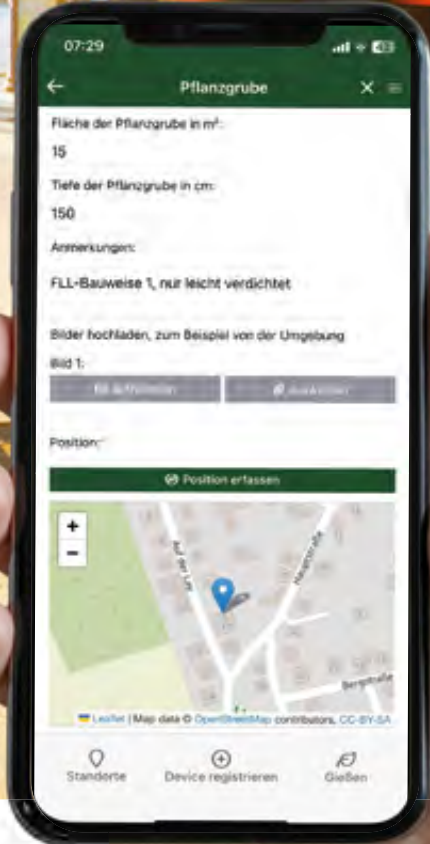 07:29
Pflanzgrube
Fläche der Pflanzgrube in m²:
15
Tiefe der Pflanzgrube in cm:
150
Anmerkungen:
FLL-Bauweise 1, nur leicht verdichtet
Bilder hochladen, zum Beispiel von der Umgebung
Bild 1:
Position:*
Position erfassen
+
−
Auf der Ley
Hauptstraße
Bergstraße
Leaflet | Map data © OpenStreetMap contributors, CC-BY-SA
Standorte
Device registrieren
Gießen